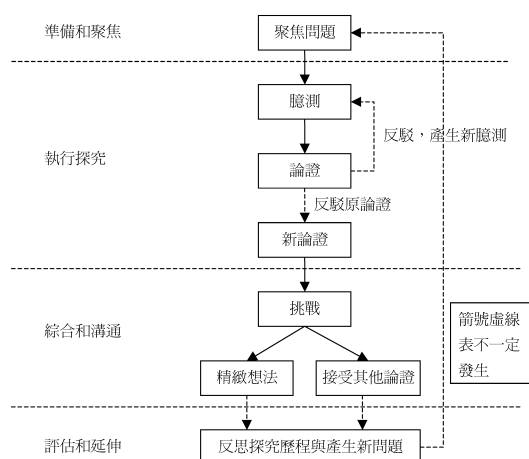 準備和聚焦
聚焦問題
臆測
反駁，產生新臆測
執行探究
論證
反駁原論證
新論證
挑戰
綜合和溝通
箭號虛線
表不一定
發生
精緻想法
接受其他論證
評估和延伸
反思探究歷程與產生新問題